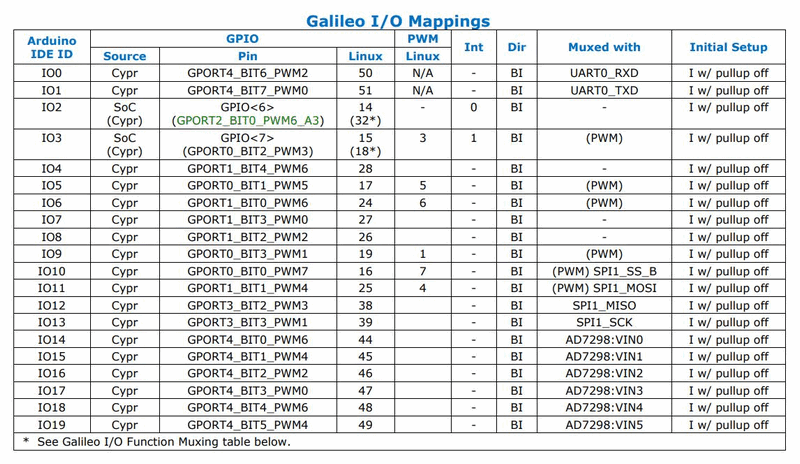 Galileo I/O Mappings
Arduino IDE ID GPIO PWM Int Dir Muxed with Initial Setup
Source Pin Linux Linux
IO0 Cypr GPORT4_BIT6_PWM2 50 N/A - BI UART0_RXD I w/ pullup off
IO1 Cypr GPORT4_BIT7_PWM0 51 N/A - BI UART0_TXD I w/ pullup off
IO2 SoC GPIO<6> 14 - 0 BI - I w/ pullup off
(Cypr) (GPORT2_BIT0_PWM6_A3) (32*)
IO3 SoC GPIO<7> 15 3 1 BI (PWM) I w/ pullup off
(Cypr) (GPORT0_BIT2_PWM3) (18*)
IO4 Cypr GPORT1_BIT4_PWM6 28 - BI - I w/ pullup off
IO5 Cypr GPORT0_BIT1_PWM5 17 5 - BI (PWM) I w/ pullup off
IO6 Cypr GPORT1_BIT0_PWM6 24 6 - BI (PWM) I w/ pullup off
IO7 Cypr GPORT1_BIT3_PWM0 27 - BI - I w/ pullup off
IO8 Cypr GPORT1_BIT2_PWM2 26 - BI - I w/ pullup off
IO9 Cypr GPORT0_BIT3_PWM1 19 1 - BI (PWM) I w/ pullup off
IO10 Cypr GPORT0_BIT0_PWM7 16 7 - BI (PWM) SPI1_SS_B I w/ pullup off
IO11 Cypr GPORT1_BIT1_PWM4 25 4 - BI (PWM) SPI1_MOSI I w/ pullup off
IO12 Cypr GPORT3_BIT2_PWM3 38 - BI SPI1_MISO I w/ pullup off
IO13 Cypr GPORT3_BIT3_PWM1 39 - BI SPI1_SCK I w/ pullup off
IO14 Cypr GPORT4_BIT0_PWM6 44 - BI AD7298:VIN0 I w/ pullup off
IO15 Cypr GPORT4_BIT1_PWM4 45 - BI AD7298:VIN1 I w/ pullup off
IO16 Cypr GPORT4_BIT2_PWM2 46 - BI AD7298:VIN2 I w/ pullup off
IO17 Cypr GPORT4_BIT3_PWM0 47 - BI AD7298:VIN3 I w/ pullup off
IO18 Cypr GPORT4_BIT4_PWM6 48 - BI AD7298:VIN4 I w/ pullup off
IO19 Cypr GPORT4_BIT5_PWM4 49 - BI AD7298:VIN5 I w/ pullup off
* See Galileo I/O Function Muxing table below.